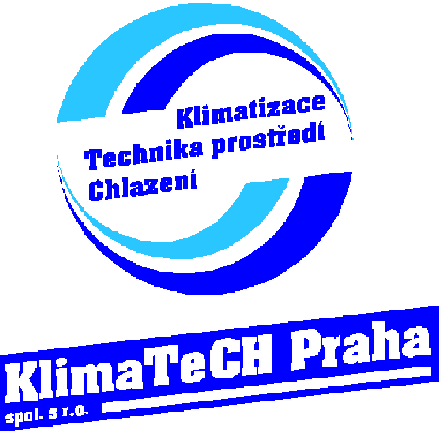 Klimatizace
Technika prostředí
Chlazení
KlimaTeCH Praha
spol. s r.o.